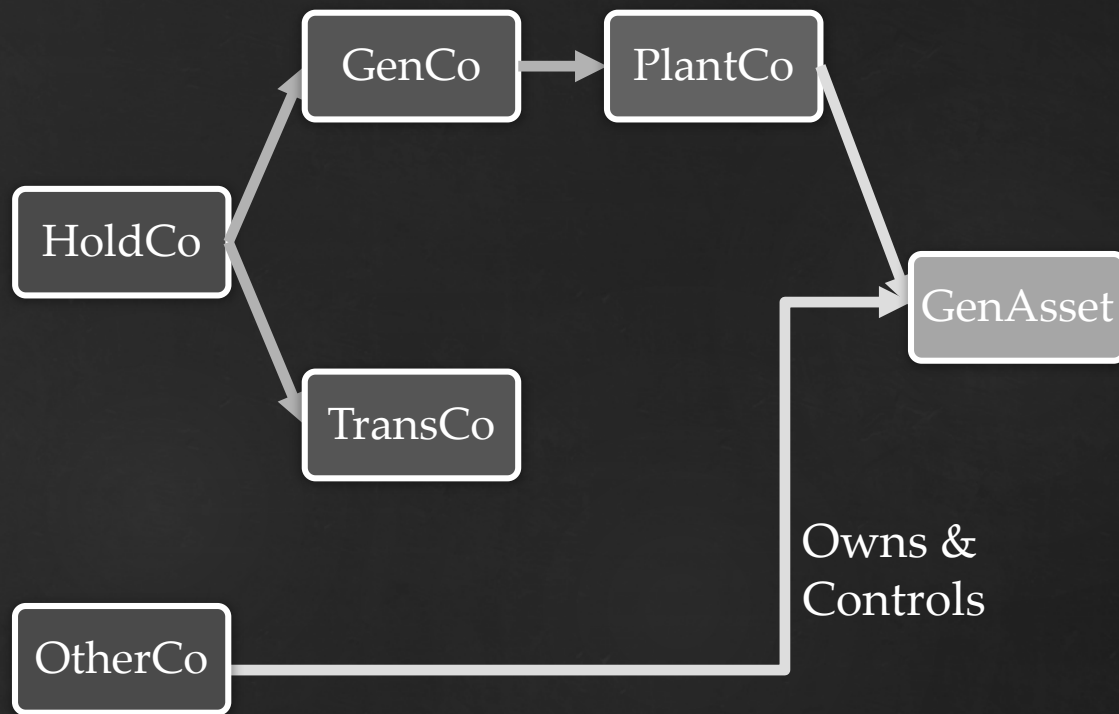 GenCo
PlantCo
HoldCo
GenAsset
TransCo
Owns &
Controls
OtherCo